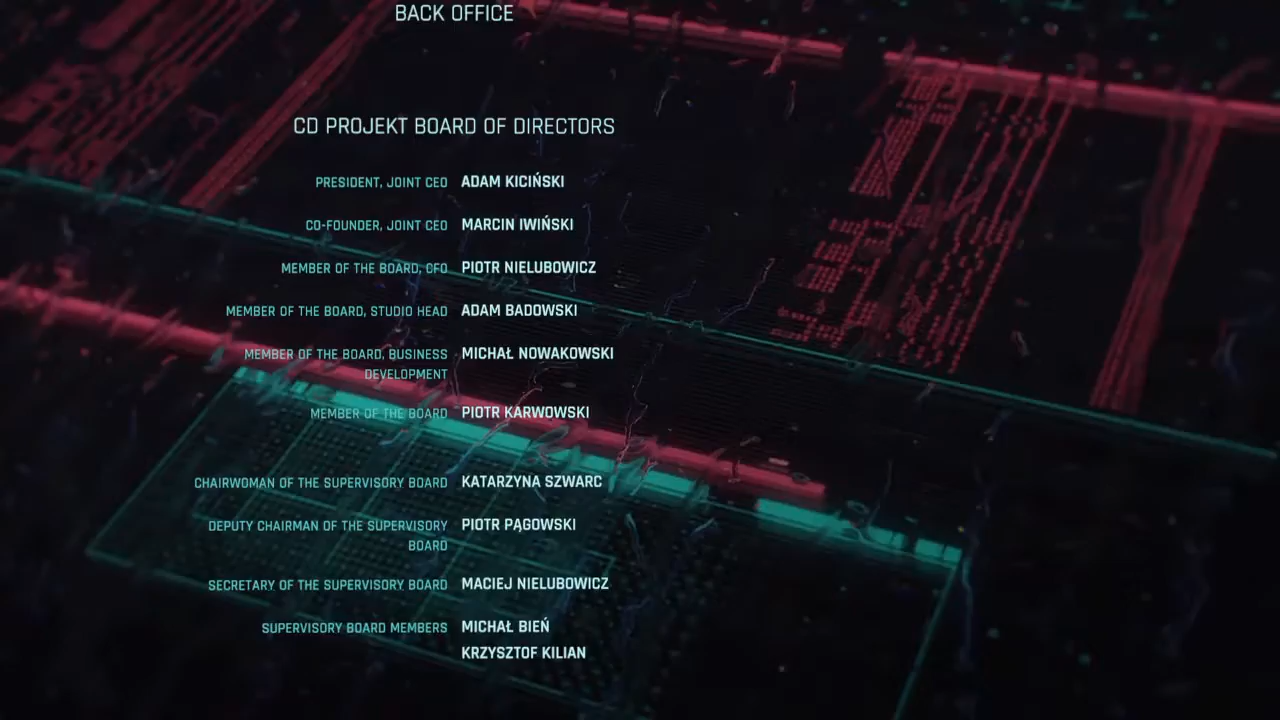 BACK OFFICE
CD PROJEKT BOARD OF DIRECTORS
PRESIDENT, JOINT CEO ADAM KICIŃSKI
CO-FOUNDER, JOINT CEO MARCIN IWIŃSKI
MEMBER OF THE BOARD, CFO PIOTR NIELUBOWICZ
MEMBER OF THE BOARD, STUDIO HEAD ADAM BADOWSKI
MEMBER OF THE BOARD, BUSINESS MICHAŁ NOWAKOWSKI
DEVELOPMENT
MEMBER OF THE BOARD PIOTR KARWOWSKI
CHAIRWOMAN OF THE SUPERVISORY BOARD KATARZYNA SZWARC
DEPUTY CHAIRMAN OF THE SUPERVISORY PIOTR PĄGOWSKI
BOARD
SECRETARY OF THE SUPERVISORY BOARD MACIEJ NIELUBOWICZ
SUPERVISORY BOARD MEMBERS MICHAŁ BIEŃ
KRZYSZTOF KILIAN